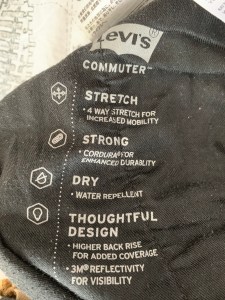 Levi's
COMMUTER™
STRETCH
• 4 WAY STRETCH FOR
INCREASED MOBILITY
STRONG
• CORDURA® FOR
ENHANCED DURABILITY
DRY
• WATER REPELLENT
THOUGHTFUL
DESIGN
• HIGHER BACK RISE
FOR ADDED COVERAGE
• 3M® REFLECTIVITY
FOR VISIBILITY